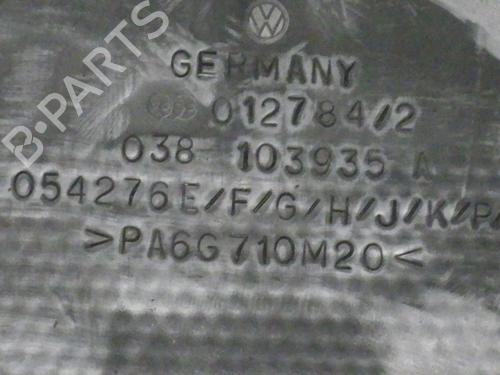 B-PARTS
GERMANY
012784/2
038 103935 A
054276E/F/G/H/J/K/P/
>PA6G710M20<